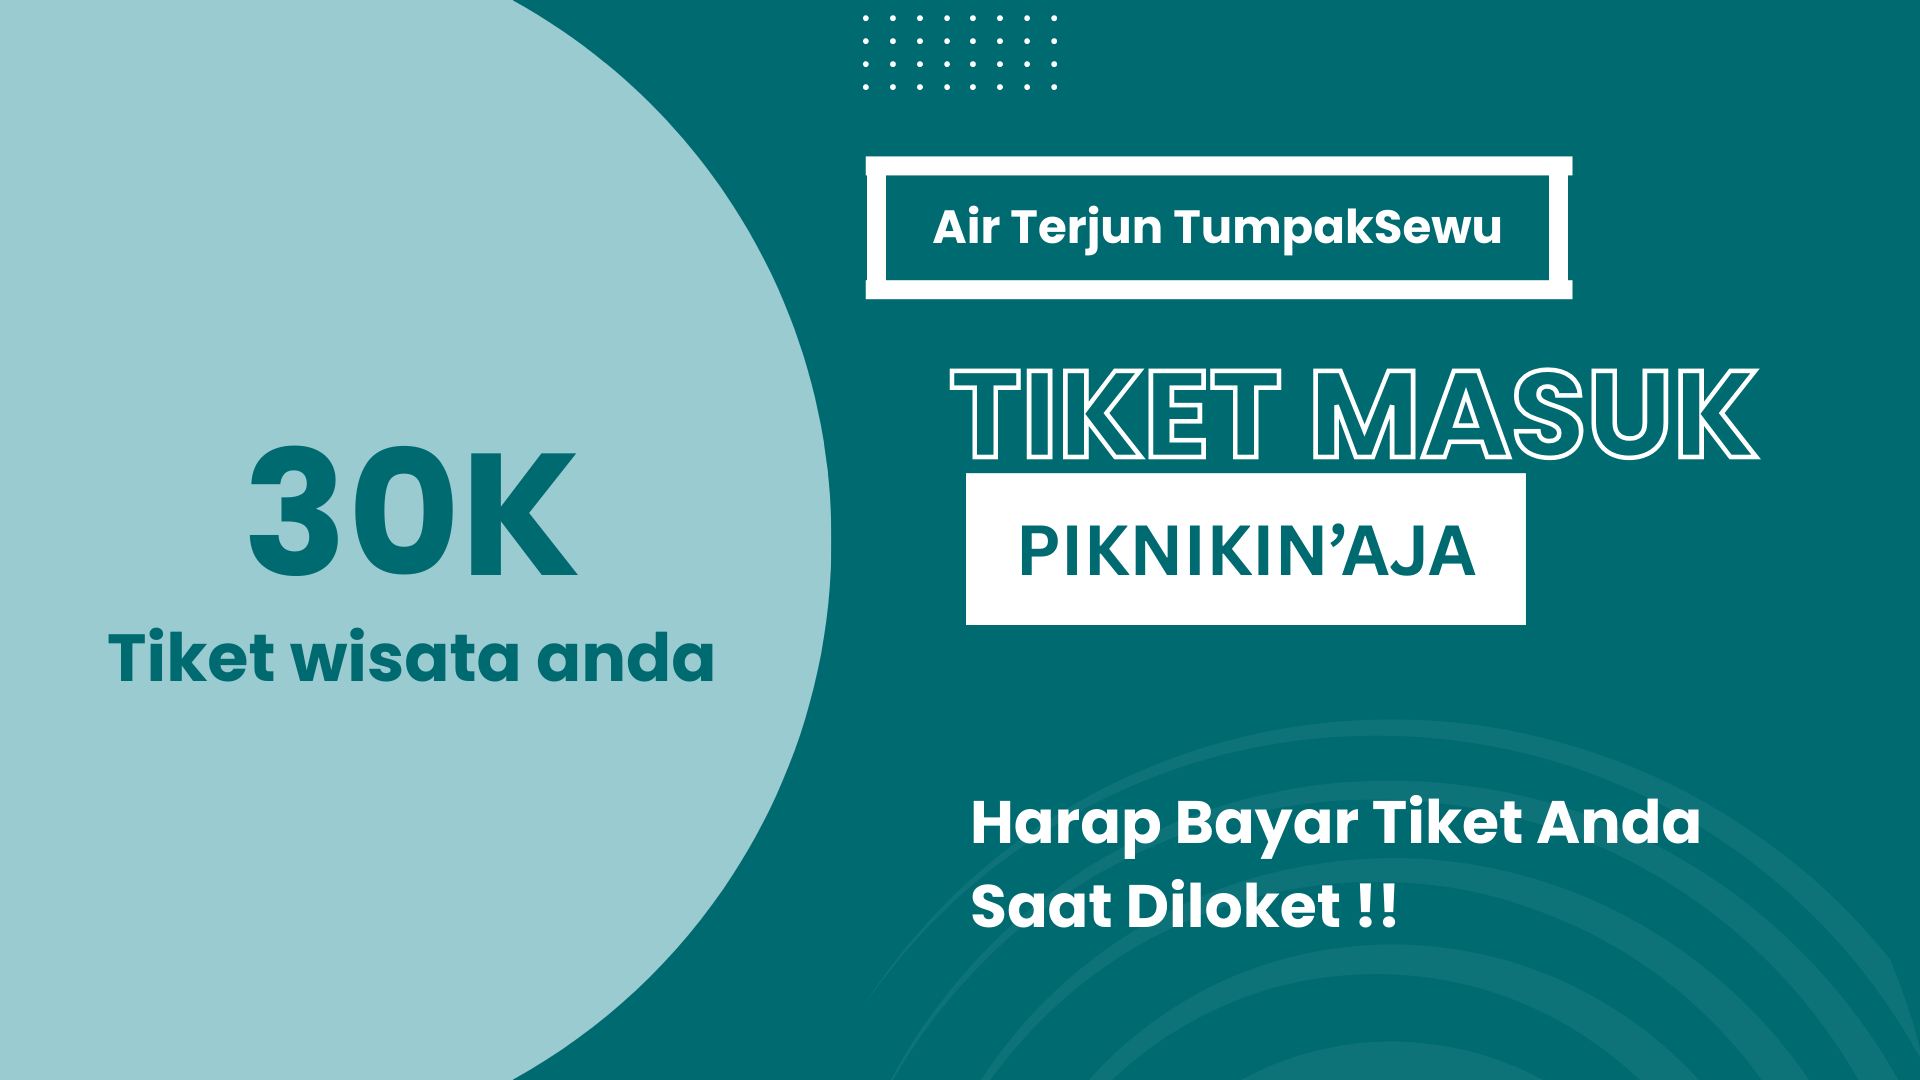 30K
Tiket wisata anda
Air Terjun TumpakSewu
TIKET MASUK
PIKNIKIN’AJA
Harap Bayar Tiket Anda
Saat Diloket !!